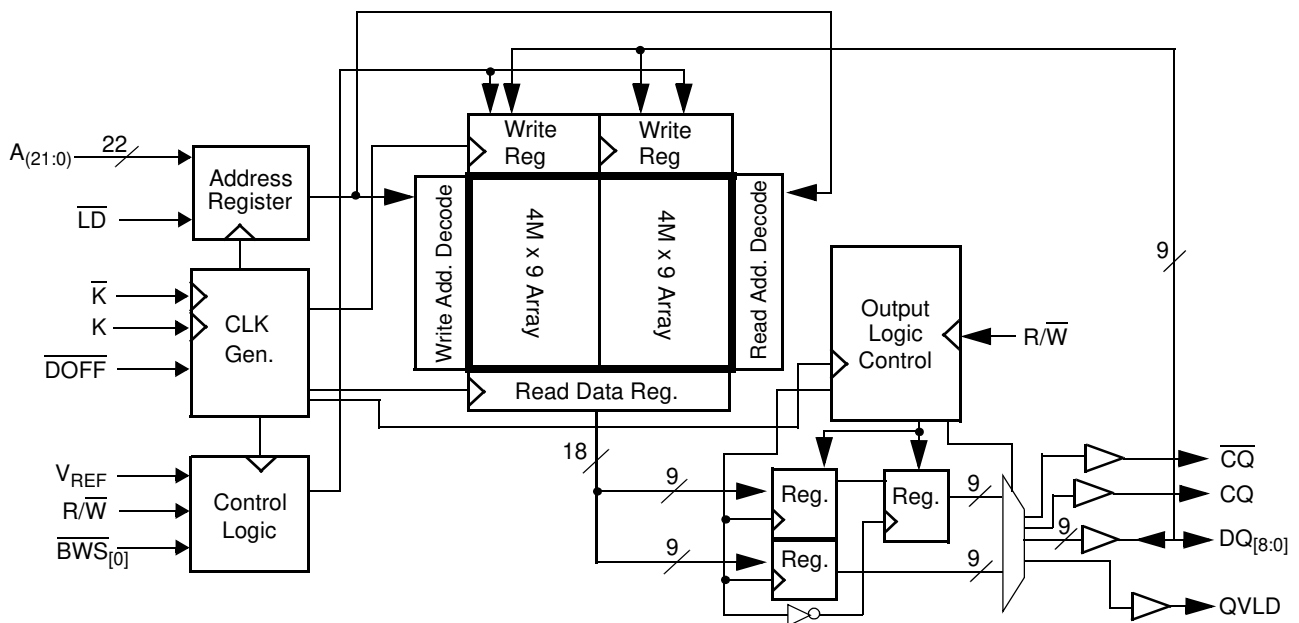 A(21:0)
22
LD
Address
Register
K
K
DOFF
CLK
Gen.
VREF
R/W
BWS[0]
Control
Logic
Write
Reg
Write
Reg
Write Add. Decode
4M x 9 Array
4M x 9 Array
Read Add. Decode
Read Data Reg.
18
9
9
Output
Logic
Control
R/W
9
Reg.
Reg.
Reg.
9
9
9
CQ
CQ
DQ[8:0]
QVLD